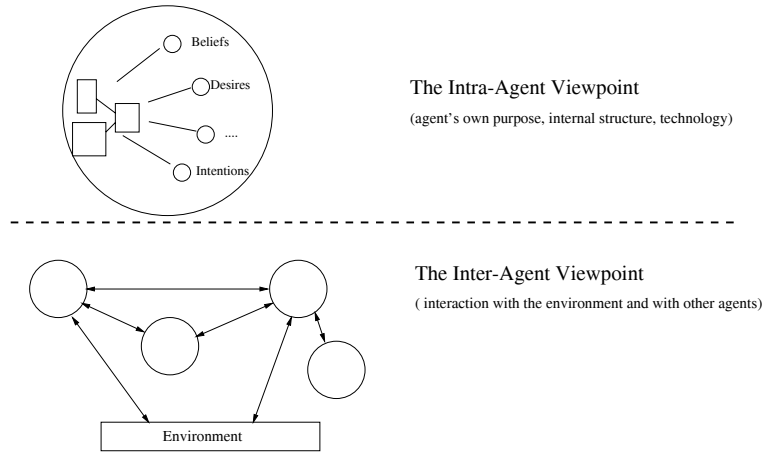 Beliefs
Desires
....
Intentions
The Intra-Agent Viewpoint
(agent's own purpose, internal structure, technology)
The Inter-Agent Viewpoint
( interaction with the environment and with other agents)
Environment